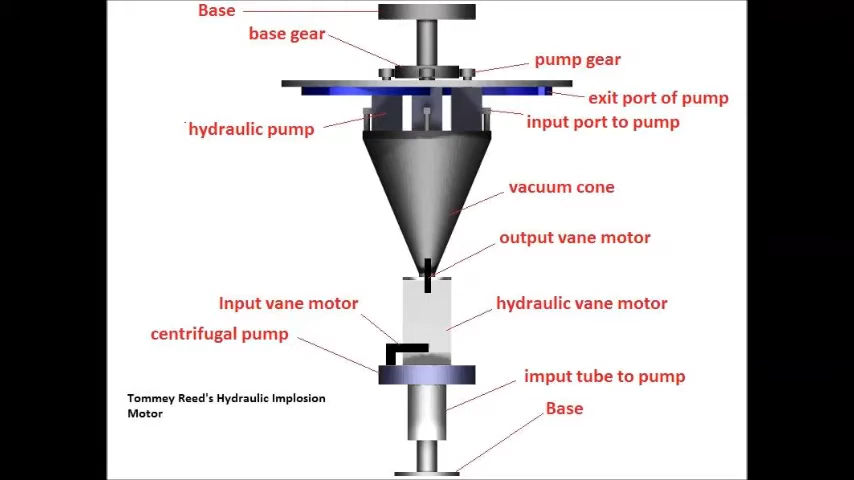 Base
base gear
pump gear
exit port of pump
hydraulic pump
input port to pump
vacuum cone
output vane motor
Input vane motor
hydraulic vane motor
centrifugal pump
imput tube to pump
Tommey Reed's Hydraulic Implosion
Motor
Base